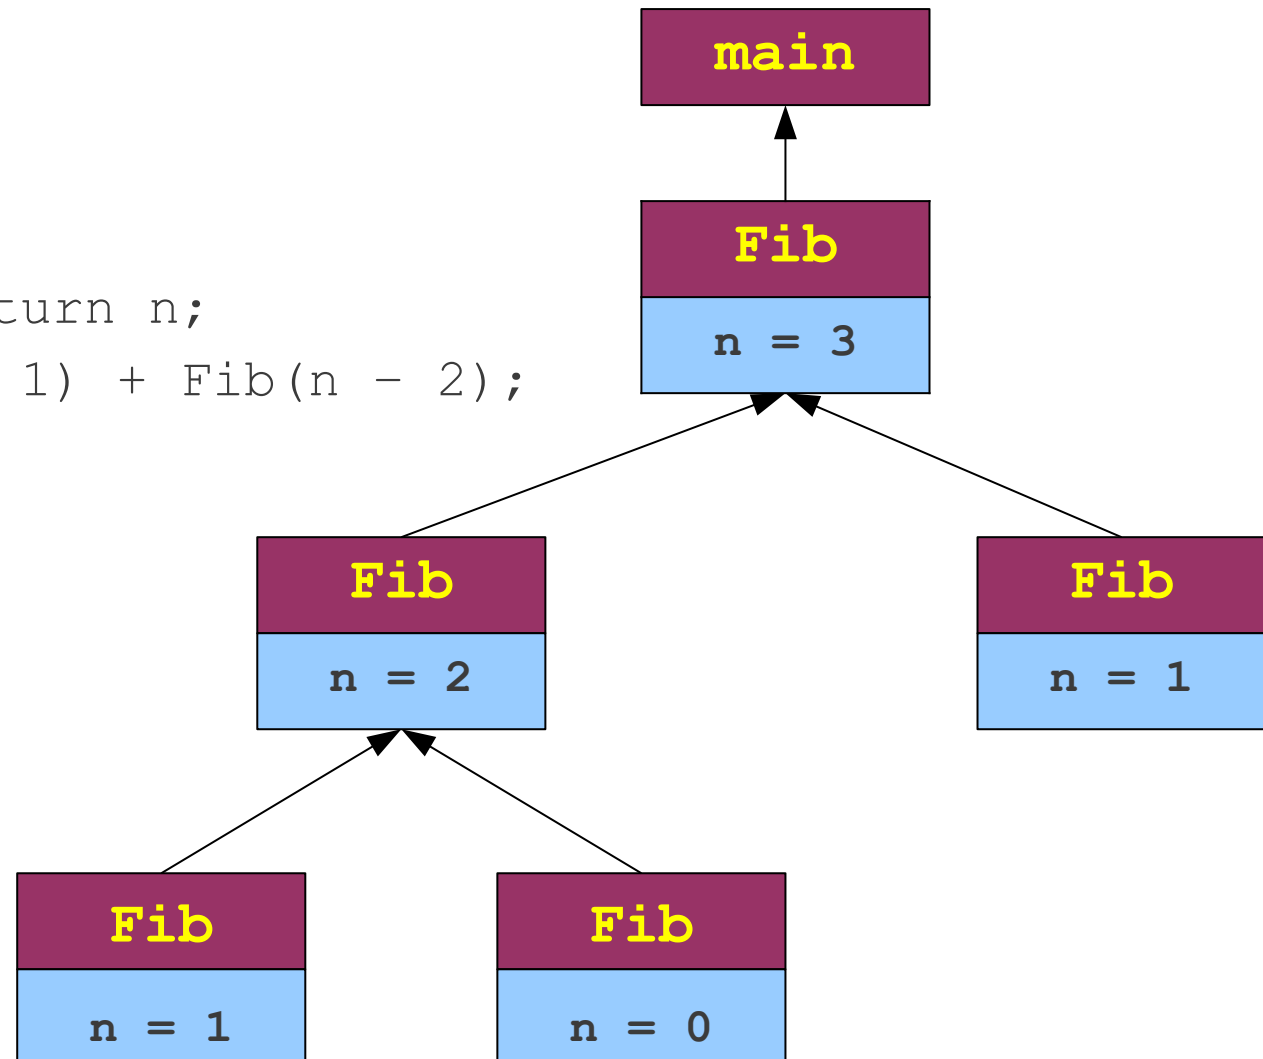 main
Fib
turn n;
n = 3
1) + Fib(n – 2);
Fib
Fib
n = 2
n = 1
Fib
Fib
n = 1
n = 0